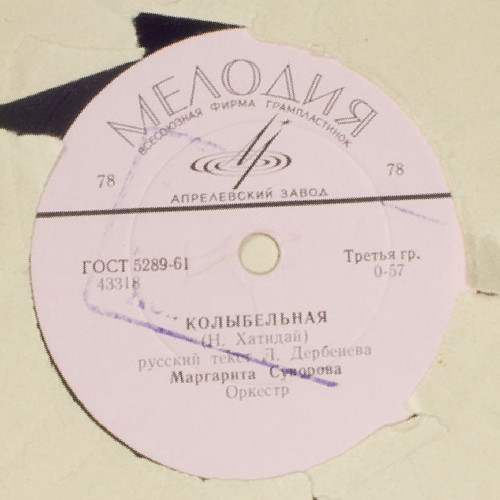 МЕЛОДИЯ
ВСЕСОЮЗНАЯ ФИРМА ГРАМПЛАСТИНОК
78 78
АПРЕЛЕВСКИЙ ЗАВОД
ГОСТ 5289-61 Третья гр.
43318 0-57
КОЛЫБЕЛЬНАЯ
(Н. Хатидай)
русский текст Л. Дербенева
Маргарита Суворова
Оркестр